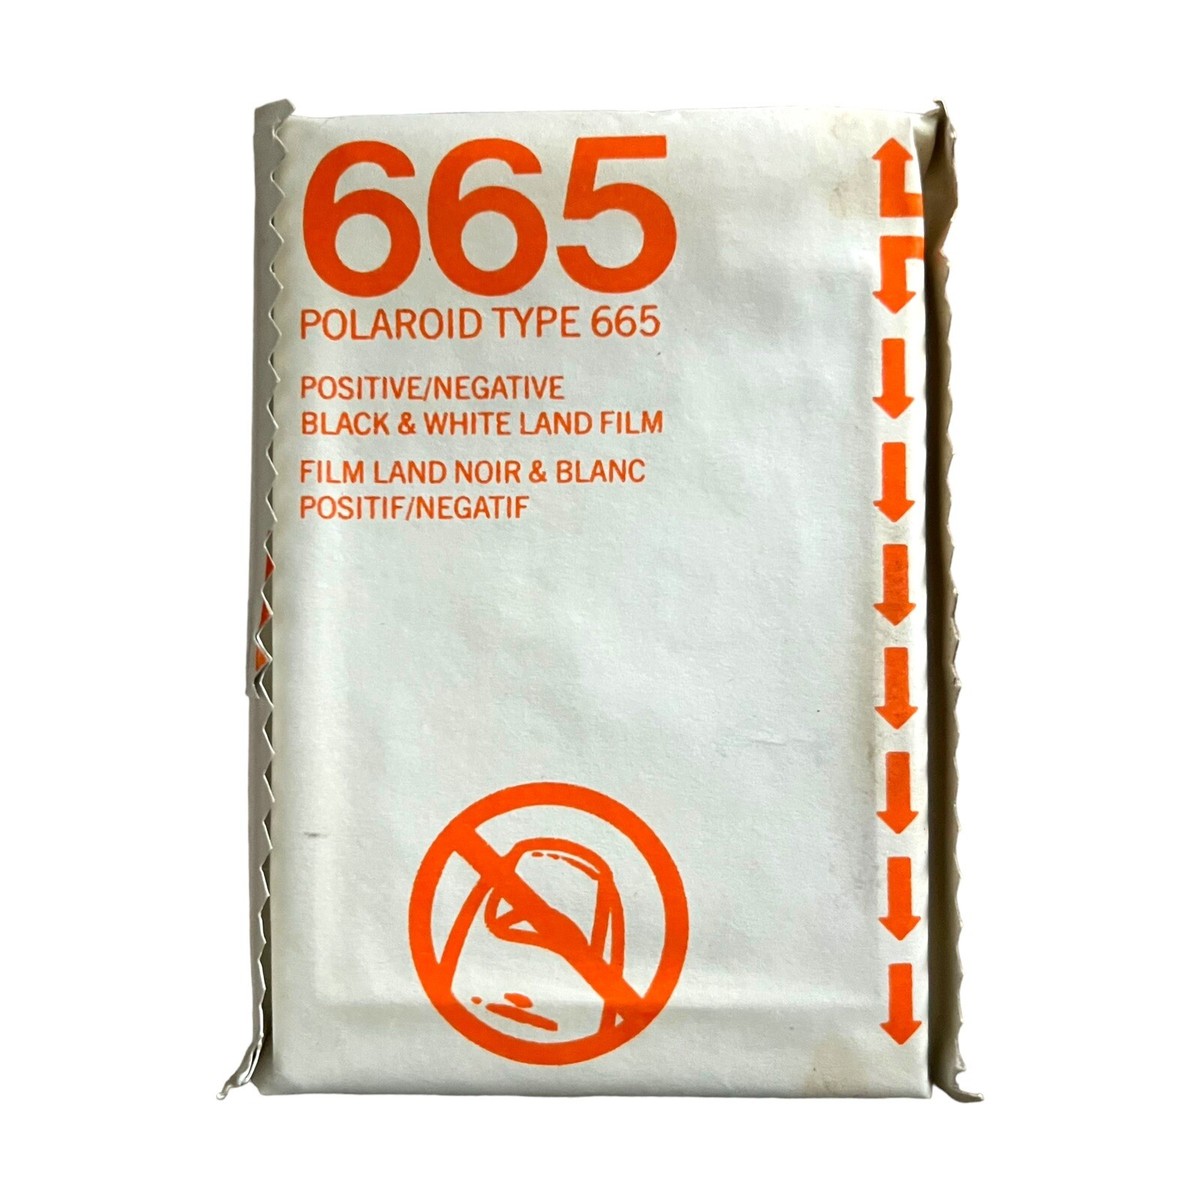 665
POLAROID TYPE 665
POSITIVE/NEGATIVE
BLACK & WHITE LAND FILM
FILM LAND NOIR & BLANC
POSITIF/NEGATIF